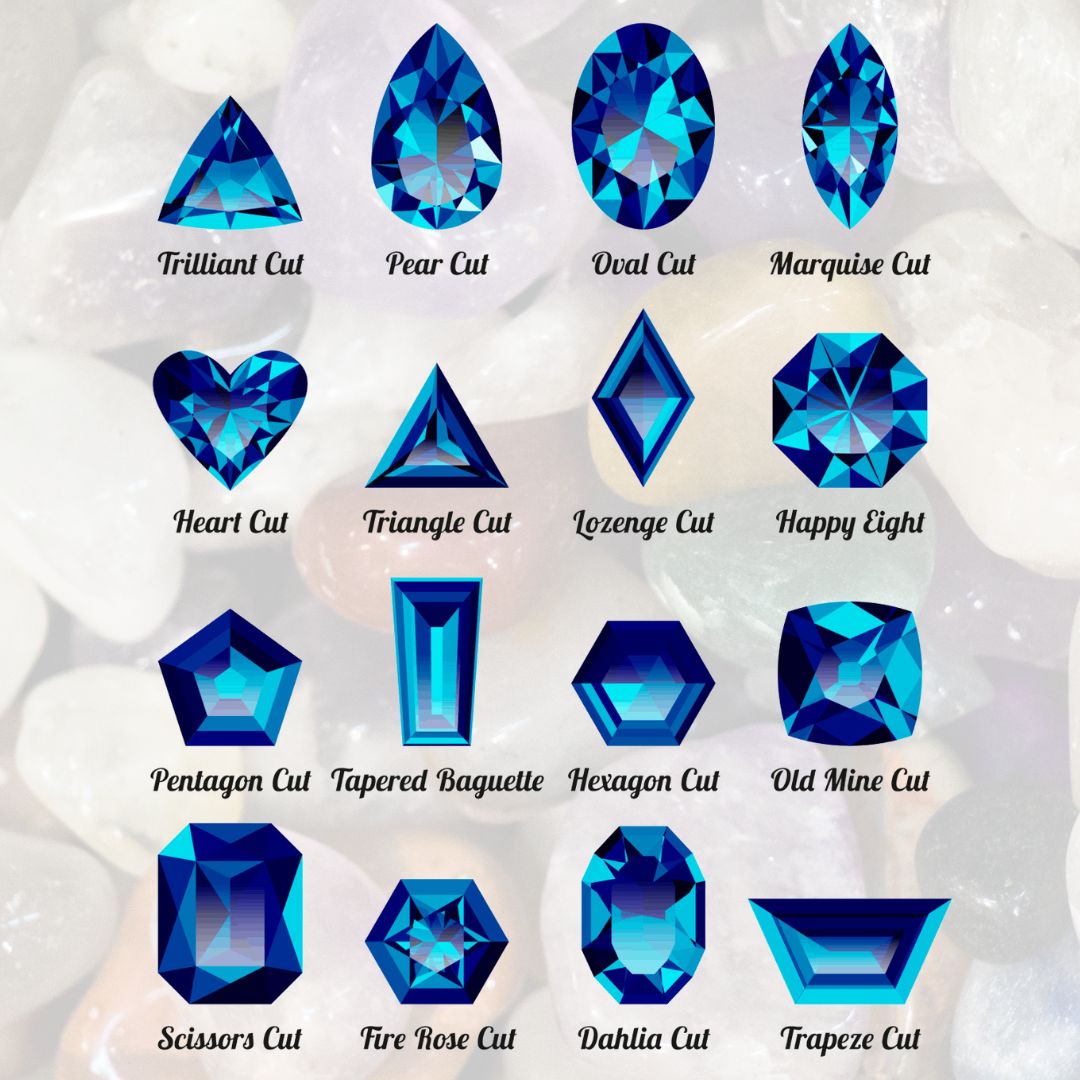 Trilliant Cut
Pear Cut
Oval Cut
Marquise Cut
Heart Cut
Triangle Cut
Lozenge Cut
Happy Eight
Pentagon Cut
Tapered Baguette
Hexagon Cut
Old Mine Cut
Scissors Cut
Fire Rose Cut
Dahlia Cut
Trapeze Cut